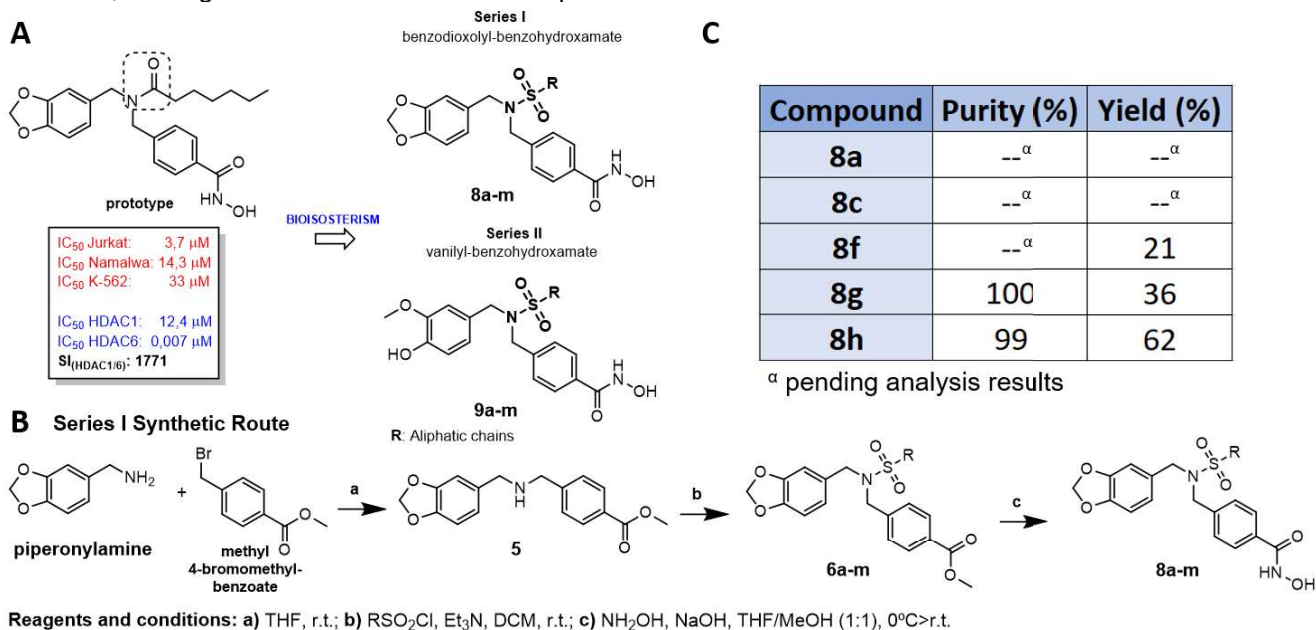 A
Series I
benzodioxolyl-benzohydroxamate
O
N
O
O
HN
OH
O
prototype
IC50 Jurkat: 3,7 μM
IC50 Namalwa: 14,3 μM
IC50 K-562: 33 μM
IC50 HDAC1: 12,4 μM
IC50 HDAC6: 0,007 μM
SI(HDAC1/6): 1771
BIOISOSTERISM
O
O
N
S
R
O
O
H
N
OH
O
8a-m
Series II
vanilyl-benzohydroxamate
O
HO
N
S
R
O
O
H
N
OH
O
9a-m
R: Aliphatic chains
C
Compound Purity (%) Yield (%)
8a --α --α
8c --α --α
8f --α 21
8g 100 36
8h 99 62
α pending analysis results
B Series I Synthetic Route
O
O
NH2
piperonylamine
+
Br
O
O
methyl
4-bromomethyl-
benzoate
a
O
O
N
H
O
O
5
b
O
O
N
S
R
O
O
O
O
6a-m
c
O
O
N
S
R
O
O
O
HN
OH
8a-m
Reagents and conditions: a) THF, r.t.; b) RSO2Cl, Et3N, DCM, r.t.; c) NH2OH, NaOH, THF/MeOH (1:1), 0ºC>r.t.